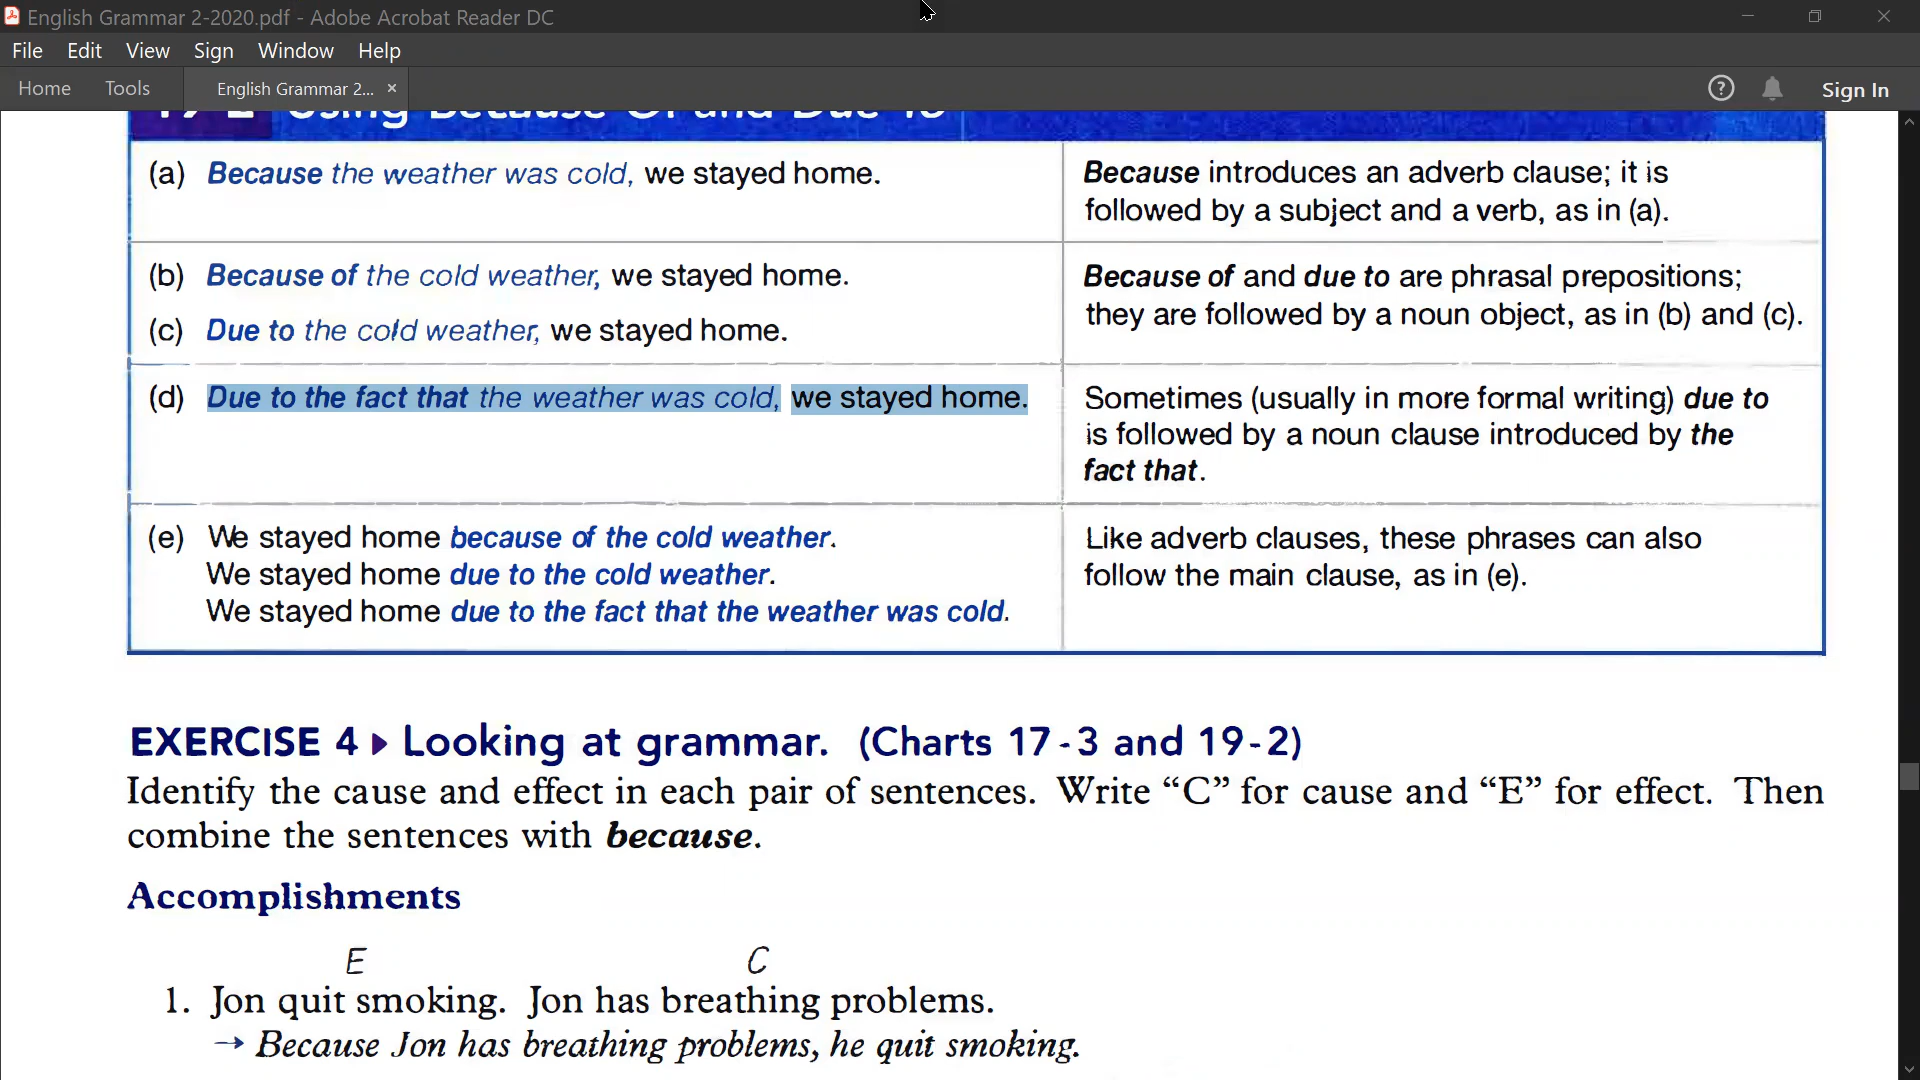 English Grammar 2-2020.pdf - Adobe Acrobat Reader DC
File Edit View Sign Window Help
Home Tools English Grammar 2... × Sign In
19-2 Using Because Of and Due To
(a) Because the weather was cold, we stayed home.
Because introduces an adverb clause; it is
followed by a subject and a verb, as in (a).
(b) Because of the cold weather, we stayed home.
(c) Due to the cold weather, we stayed home.
Because of and due to are phrasal prepositions;
they are followed by a noun object, as in (b) and (c).
(d) Due to the fact that the weather was cold, we stayed home.
Sometimes (usually in more formal writing) due to
is followed by a noun clause introduced by the
fact that.
(e) We stayed home because of the cold weather.
We stayed home due to the cold weather.
We stayed home due to the fact that the weather was cold.
Like adverb clauses, these phrases can also
follow the main clause, as in (e).
EXERCISE 4 ▶ Looking at grammar. (Charts 17-3 and 19-2)
Identify the cause and effect in each pair of sentences. Write “C” for cause and “E” for effect. Then
combine the sentences with because.
Accomplishments
E C
1. Jon quit smoking. Jon has breathing problems.
→ Because Jon has breathing problems, he quit smoking.